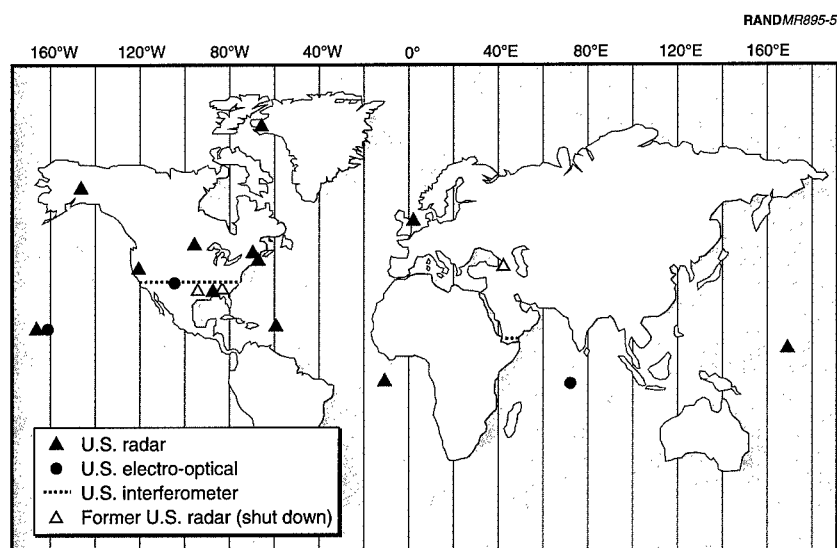 RANDMR895-5
160°W 120°W 80°W 40°W 0° 40°E 80°E 120°E 160°E
U.S. radar
U.S. electro-optical
U.S. interferometer
Former U.S. radar (shut down)